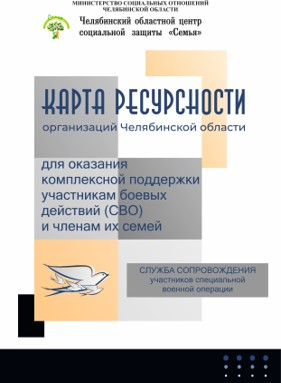 МИНИСТЕРСТВО СОЦИАЛЬНЫХ ОТНОШЕНИЙ
ЧЕЛЯБИНСКОЙ ОБЛАСТИ
Челябинский областной центр
социальной защиты «Семья»
КАРТА РЕСУРСНОСТИ
организаций Челябинской области
для оказания
комплексной поддержки
участникам боевых
действий (СВО)
и членам их семей
СЛУЖБА СОПРОВОЖДЕНИЯ
участников специальной
военной операции